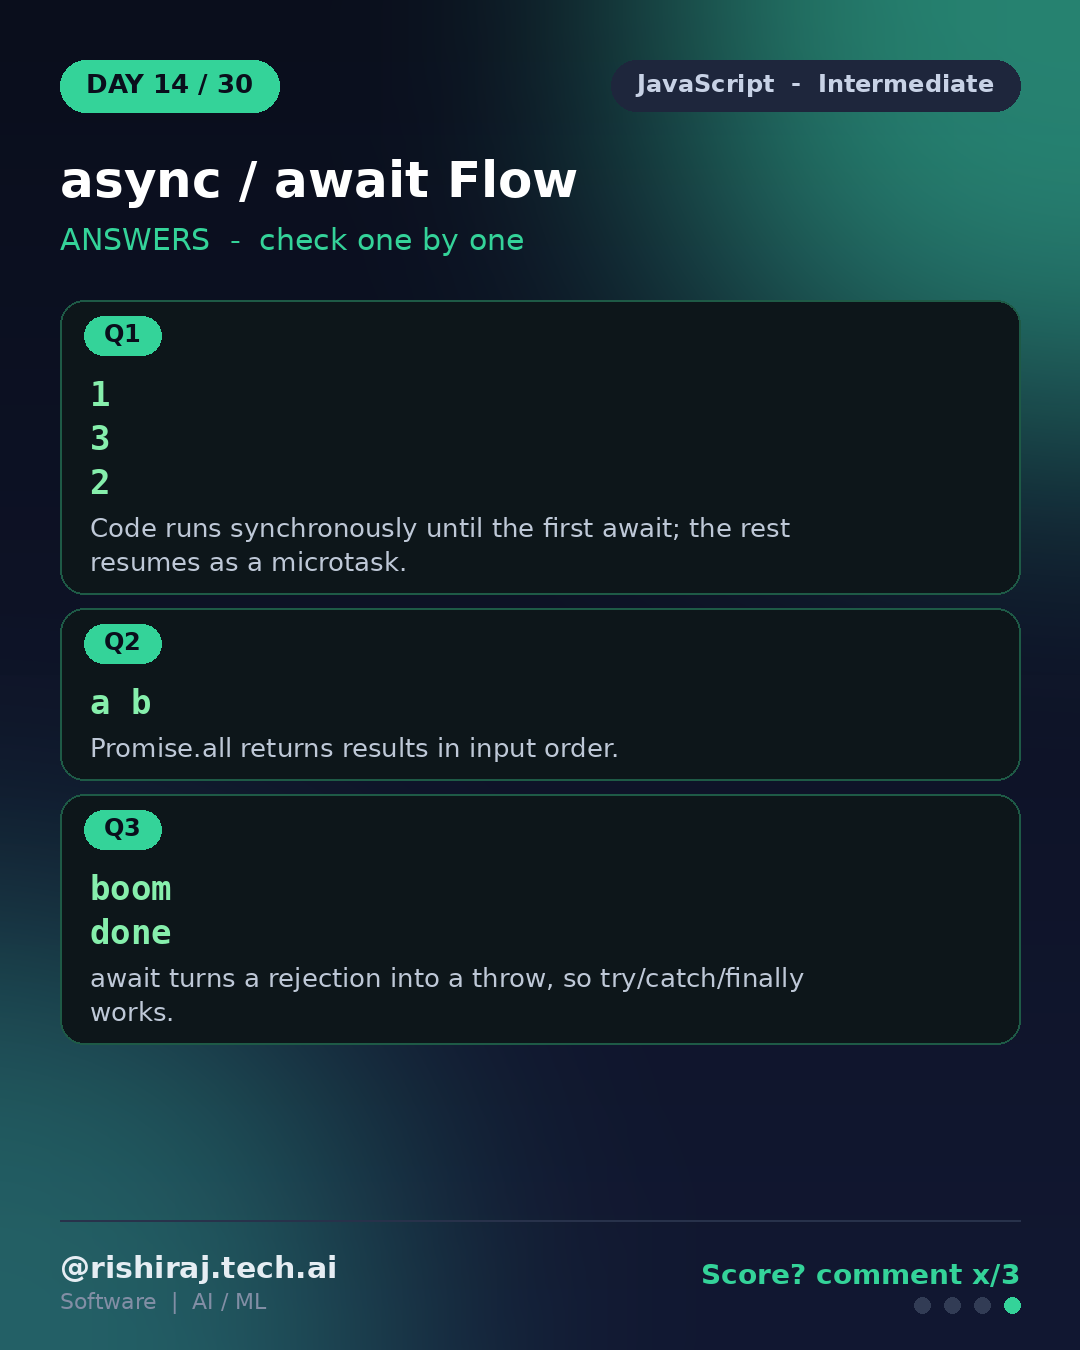 DAY 14 / 30
JavaScript - Intermediate
async / await Flow
ANSWERS - check one by one
Q1
1
3
2
Code runs synchronously until the first await; the rest
resumes as a microtask.
Q2
a b
Promise.all returns results in input order.
Q3
boom
done
await turns a rejection into a throw, so try/catch/finally
works.
@rishiraj.tech.ai
Software | AI / ML
Score? comment x/3